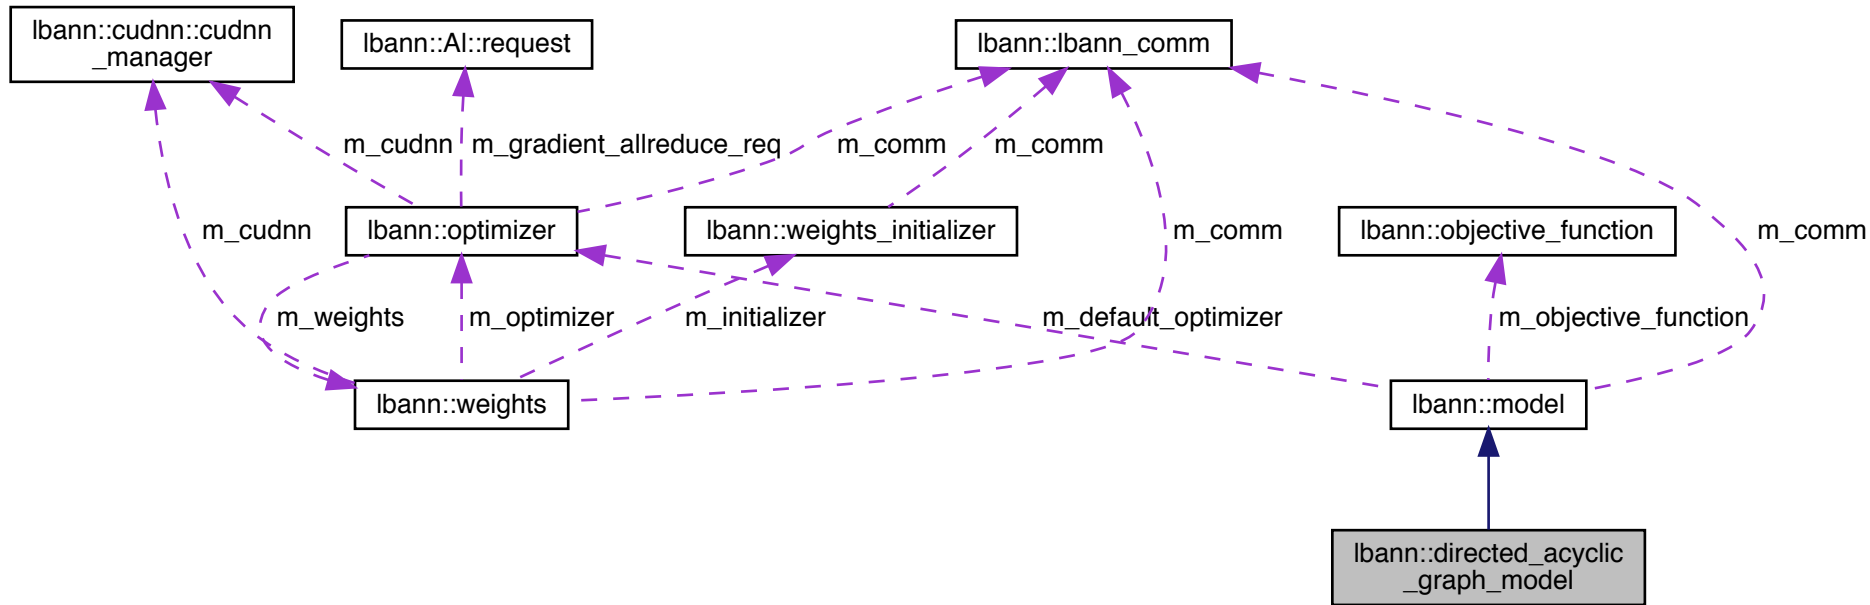 lbann::cudnn::cudnn
_manager
lbann::Al::request
lbann::lbann_comm
m_cudnn
m_gradient_allreduce_req
m_comm
m_comm
m_cudnn
lbann::optimizer
lbann::weights_initializer
m_comm
lbann::objective_function
m_comm
m_weights
m_optimizer
m_initializer
m_default_optimizer
m_objective_function
lbann::weights
lbann::model
lbann::directed_acyclic
_graph_model